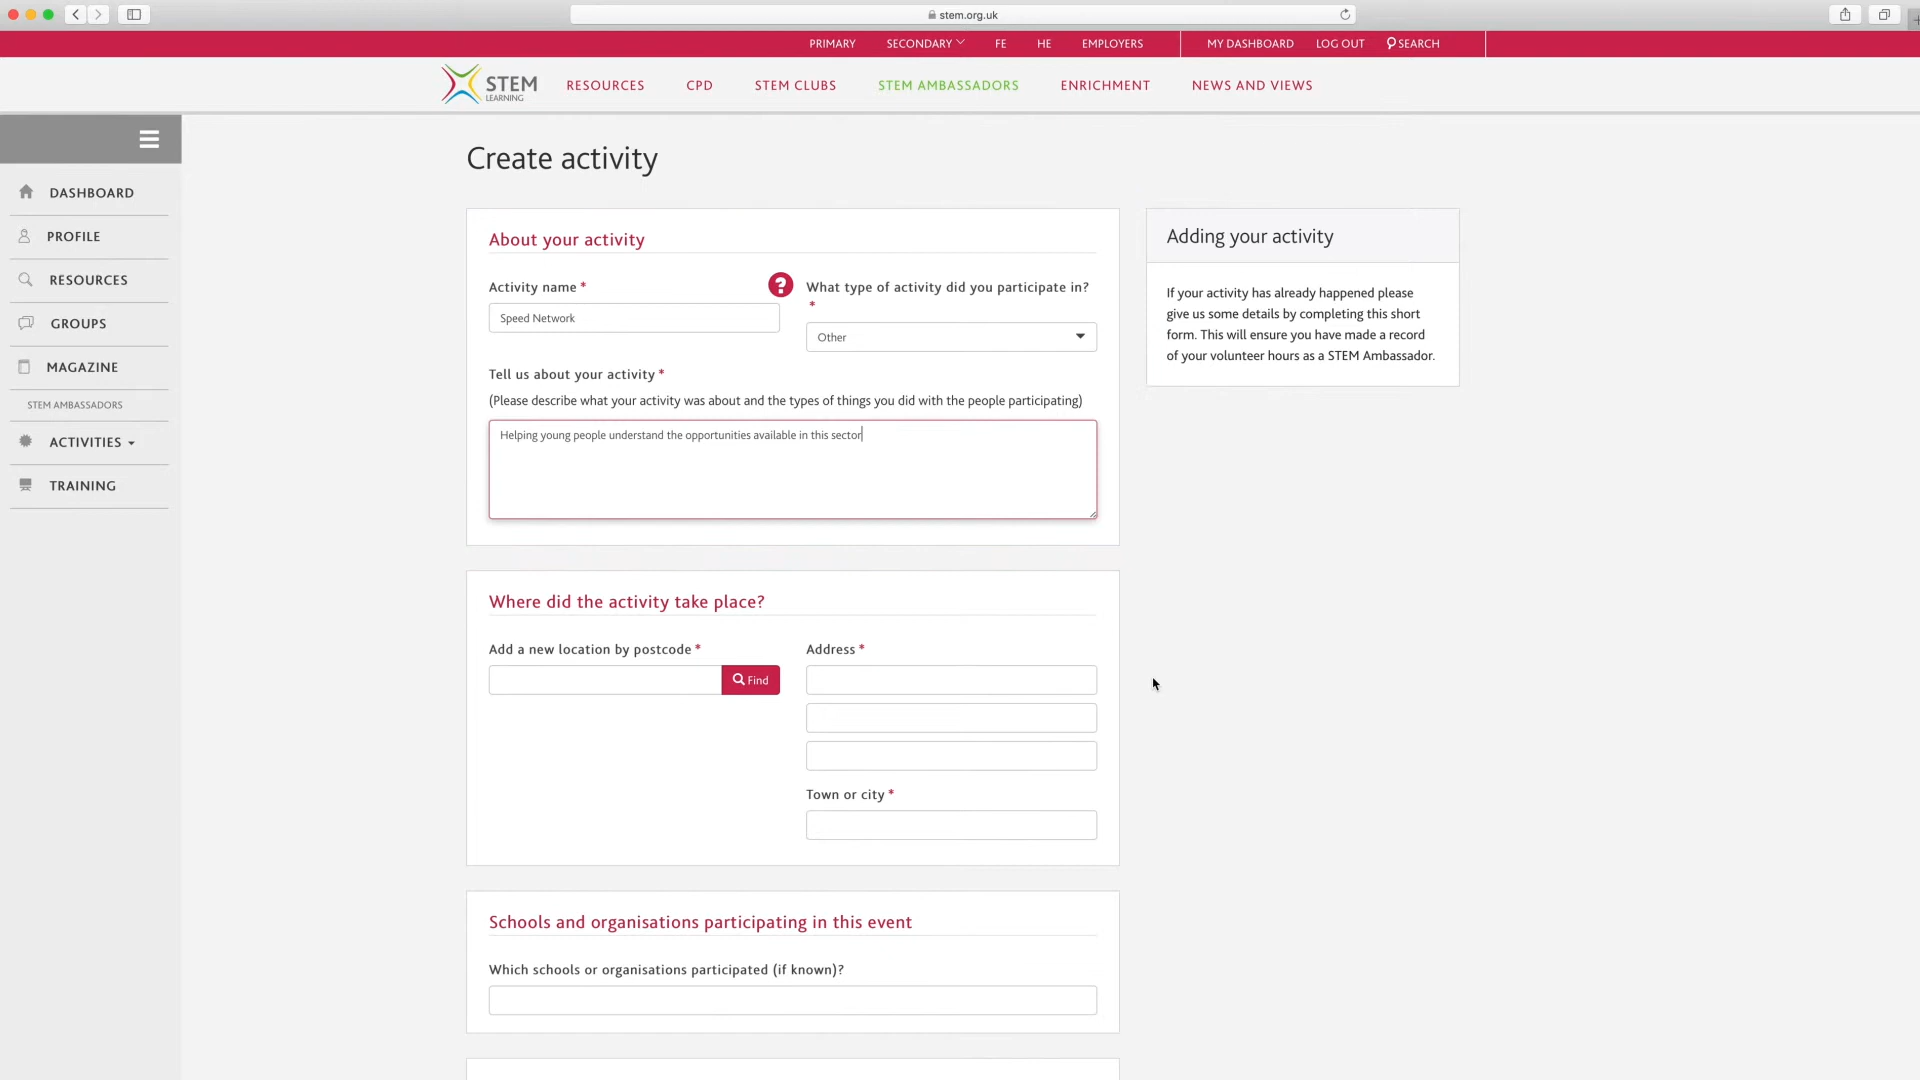 stem.org.uk
PRIMARY SECONDARY FE HE EMPLOYERS MY DASHBOARD LOG OUT SEARCH
STEM
LEARNING
RESOURCES CPD STEM CLUBS STEM AMBASSADORS ENRICHMENT NEWS AND VIEWS
DASHBOARD
PROFILE
RESOURCES
GROUPS
MAGAZINE
STEM AMBASSADORS
ACTIVITIES
TRAINING
Create activity
About your activity
Activity name *
?
Speed Network
What type of activity did you participate in?
*
Other
Tell us about your activity *
(Please describe what your activity was about and the types of things you did with the people participating)
Helping young people understand the opportunities available in this sector
Where did the activity take place?
Add a new location by postcode *
Find
Address *
Town or city *
Schools and organisations participating in this event
Which schools or organisations participated (if known)?
Adding your activity
If your activity has already happened please
give us some details by completing this short
form. This will ensure you have made a record
of your volunteer hours as a STEM Ambassador.